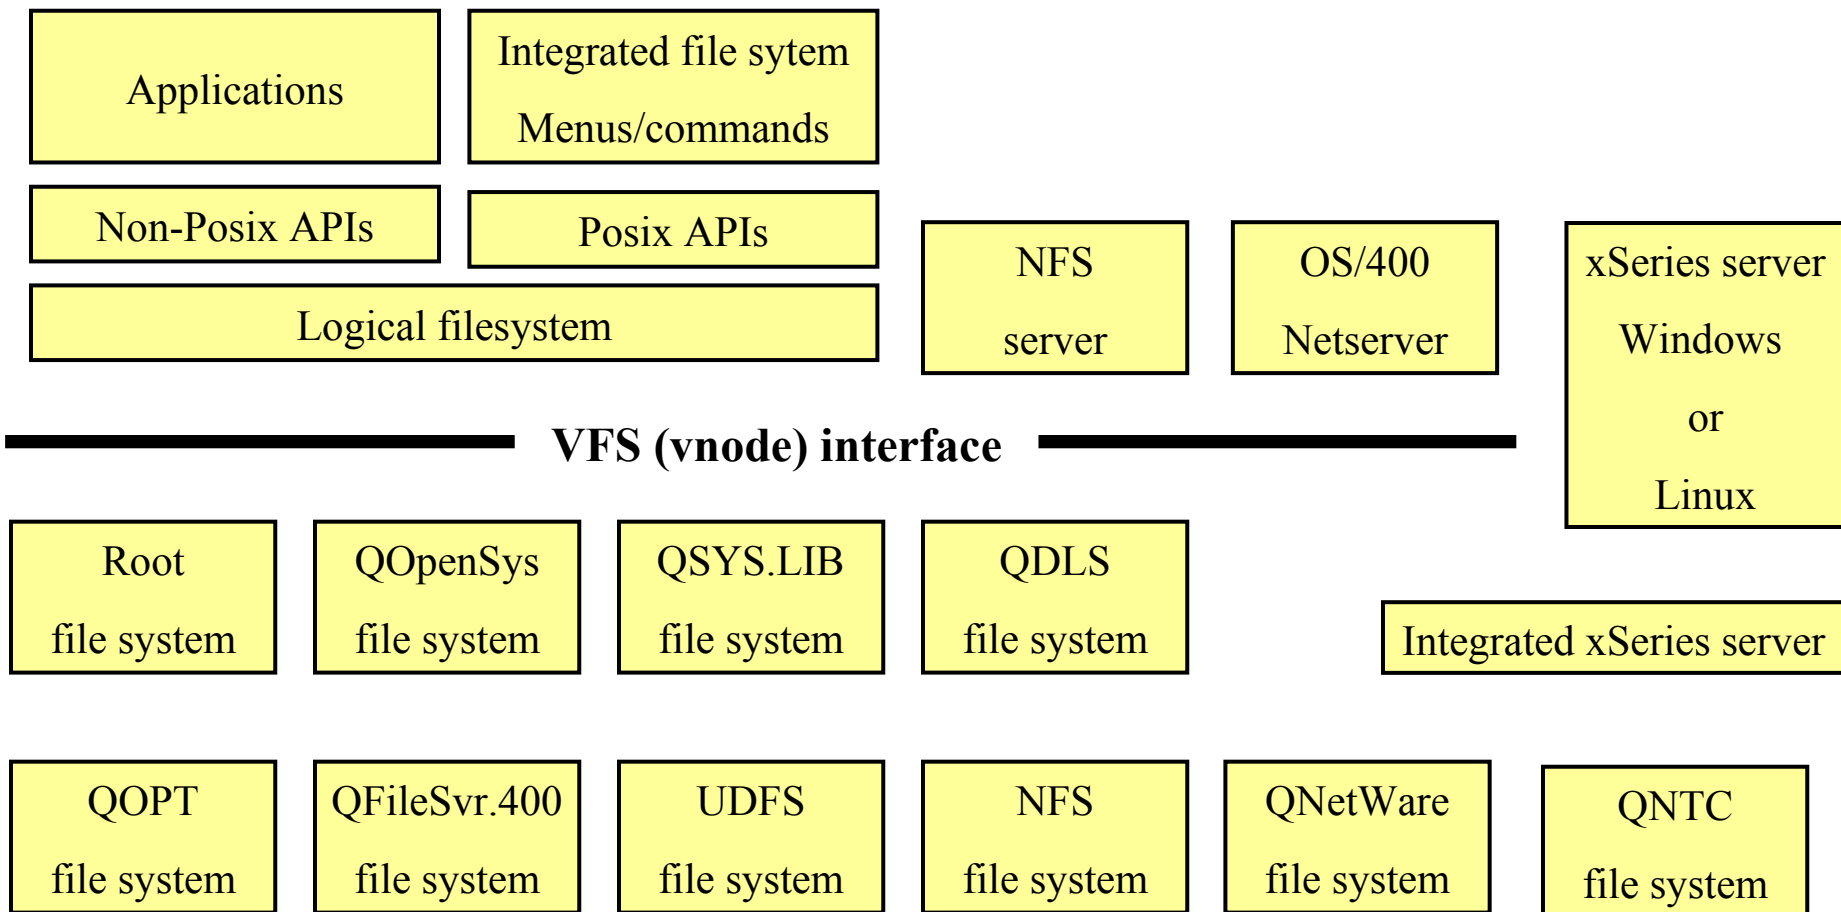 Applications
Integrated file sytem
Menus/commands
Non-Posix APIs
Posix APIs
Logical filesystem
NFS
server
OS/400
Netserver
xSeries server
Windows
or
Linux
VFS (vnode) interface
Root
file system
QOpenSys
file system
QSYS.LIB
file system
QDLS
file system
Integrated xSeries server
QOPT
file system
QFileSvr.400
file system
UDFS
file system
NFS
file system
QNetWare
file system
QNTC
file system